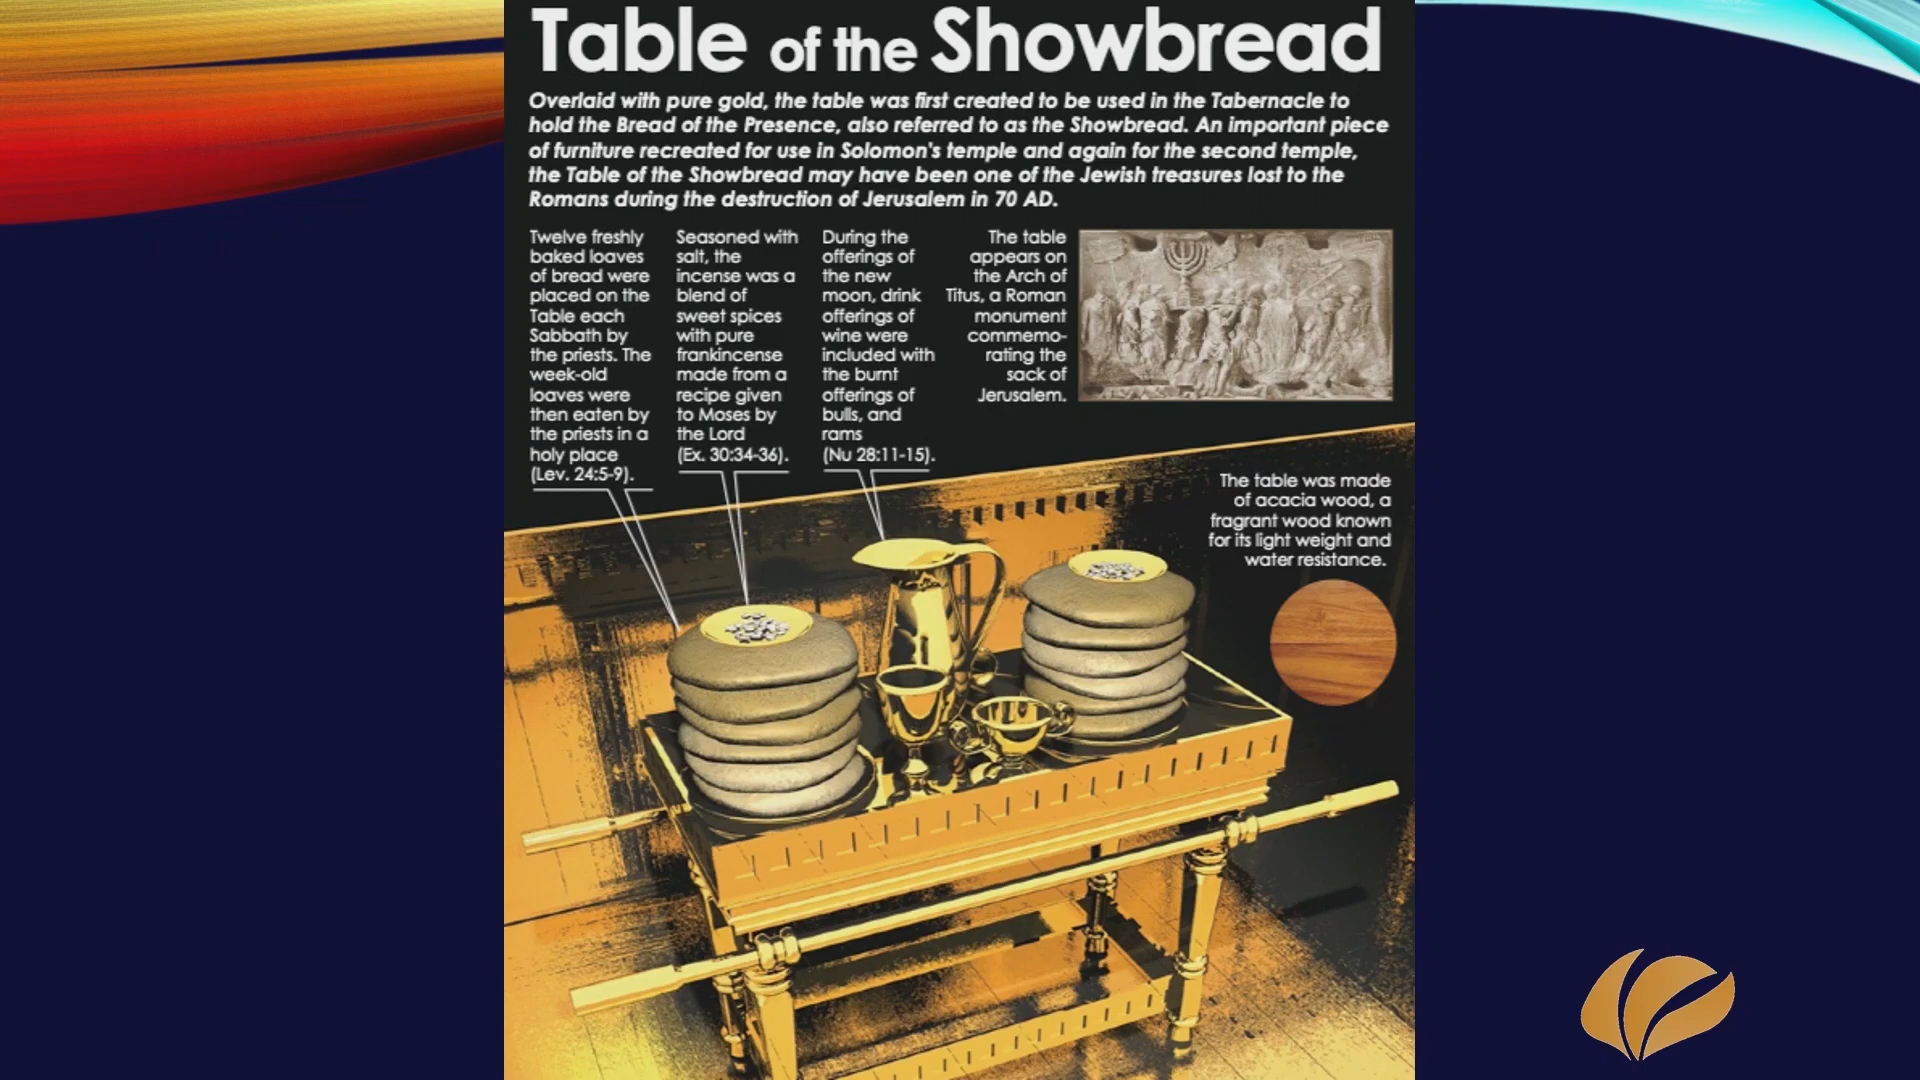 Table of the Showbread
Overlaid with pure gold, the table was first created to be used in the Tabernacle to
hold the Bread of the Presence, also referred to as the Showbread. An important piece
of furniture recreated for use in Solomon's temple and again for the second temple,
the Table of the Showbread may have been one of the Jewish treasures lost to the
Romans during the destruction of Jerusalem in 70 AD.
Twelve freshly
baked loaves
of bread were
placed on the
Table each
Sabbath by
the priests. The
week-old
loaves were
then eaten by
the priests in a
holy place
(Lev. 24:5-9).
Seasoned with
salt, the
incense was a
blend of
sweet spices
with pure
frankincense
made from a
recipe given
to Moses by
the Lord
(Ex. 30:34-36).
During the
offerings of
the new
moon, drink
offerings of
wine were
included with
the burnt
offerings of
bulls, and
rams
(Nu 28:11-15).
The table
appears on
the Arch of
Titus, a Roman
monument
commemo-
rating the
sack of
Jerusalem.
The table was made
of acacia wood, a
fragrant wood known
for its light weight and
water resistance.